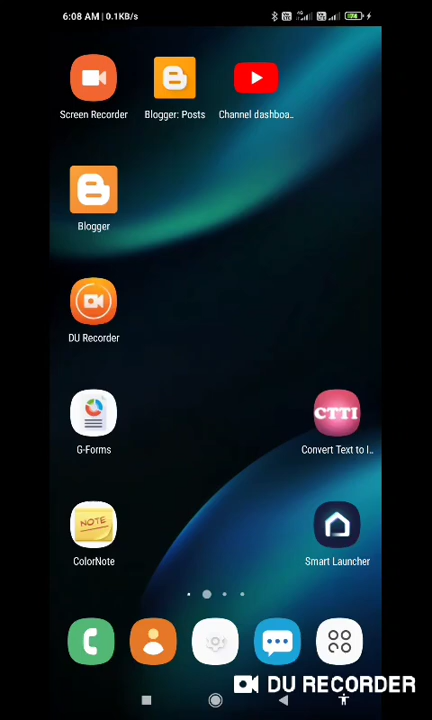 6:08 AM | 0.1KB/s
Screen Recorder
Blogger: Posts
Channel dashboa..
Blogger
DU Recorder
G-Forms
CTTI
Convert Text to I..
NOTE
ColorNote
Smart Launcher
DU RECORDER